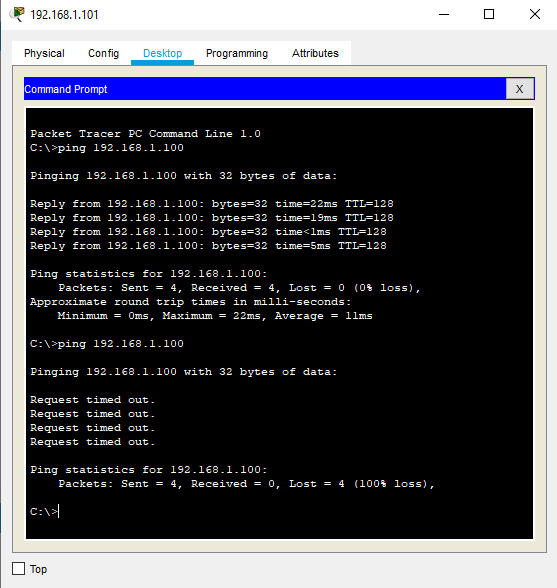 192.168.1.101
Physical Config Desktop Programming Attributes
Command Prompt X
Packet Tracer PC Command Line 1.0
C:\>ping 192.168.1.100
Pinging 192.168.1.100 with 32 bytes of data:
Reply from 192.168.1.100: bytes=32 time=22ms TTL=128
Reply from 192.168.1.100: bytes=32 time=19ms TTL=128
Reply from 192.168.1.100: bytes=32 time<1ms TTL=128
Reply from 192.168.1.100: bytes=32 time=5ms TTL=128
Ping statistics for 192.168.1.100:
Packets: Sent = 4, Received = 4, Lost = 0 (0% loss),
Approximate round trip times in milli-seconds:
Minimum = 0ms, Maximum = 22ms, Average = 11ms
C:\>ping 192.168.1.100
Pinging 192.168.1.100 with 32 bytes of data:
Request timed out.
Request timed out.
Request timed out.
Request timed out.
Ping statistics for 192.168.1.100:
Packets: Sent = 4, Received = 0, Lost = 4 (100% loss),
C:\>
Top